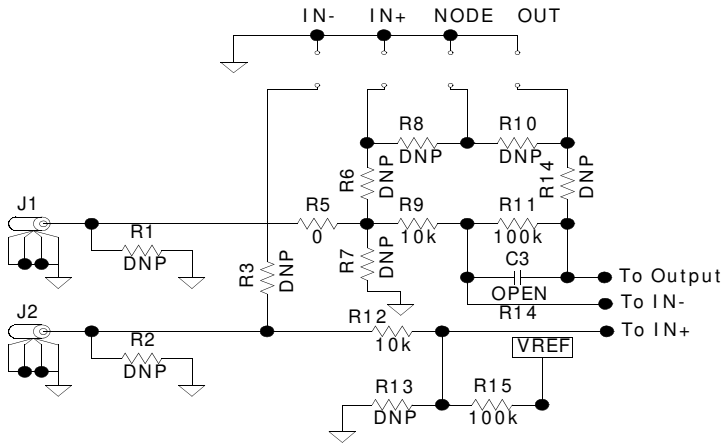 IN- IN+ NODE OUT
R8 R10
DNP DNP
R6 DNP R14 DNP
J1
R5 R9 R11
R1 0 10k 100k
DNP
R3 DNP R7 DNP C3
To Output
OPEN
To IN-
J2 R12 R14
To IN+
R2 10k VREF
DNP
R13 R15
DNP 100k